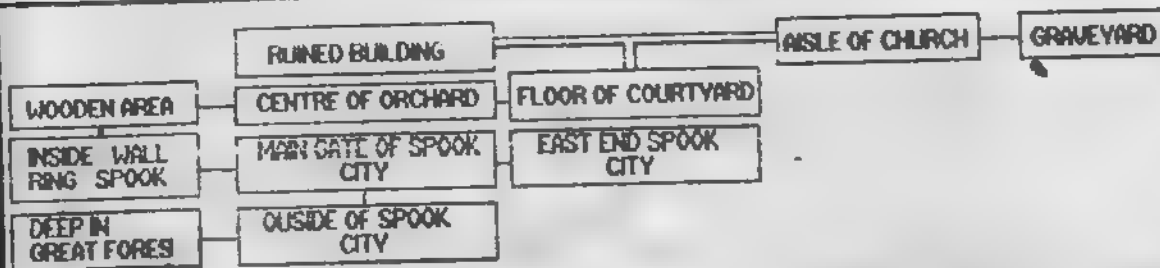 RUINED BUILDING
AISLE OF CHURCH
GRAVEYARD
WOODEN AREA
CENTRE OF ORCHARD
FLOOR OF COURTYARD
INSIDE WALL
RING SPOOK
MAIN GATE OF SPOOK
CITY
EAST END SPOOK
CITY
DEEP IN
GREAT FORES
OUSIDE OF SPOOK
CITY